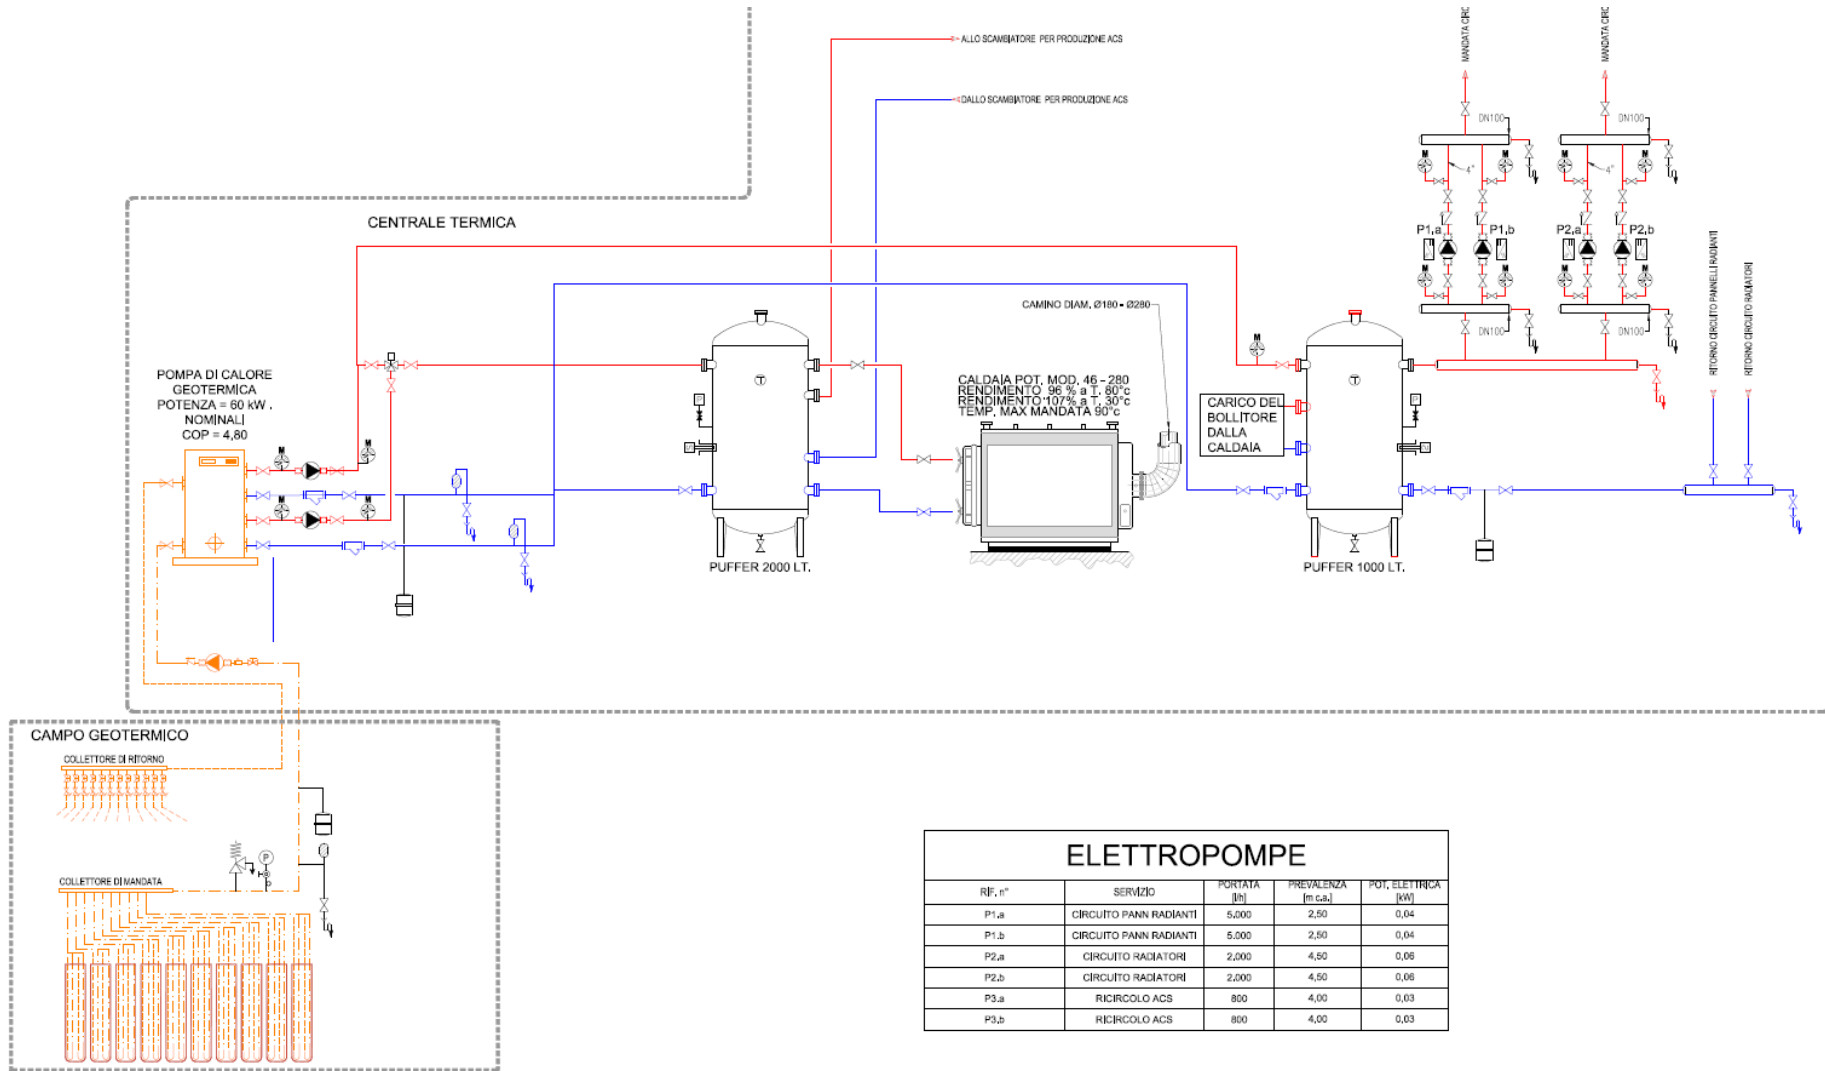 ALLO SCAMBIATORE PER PRODUZIONE ACS
DALLO SCAMBIATORE PER PRODUZIONE ACS
MANDATA CIRC
MANDATA CIRC
DN100
DN100
M
M
M
M
4"
4"
CENTRALE TERMICA
P1.a
P1.b
P2.a
P2.b
M
M
M
M
RITORNO CIRCUITO PANNELLI RADIANTI
RITORNO CIRCUITO RADIATORI
CAMINO DIAM. Ø180 - Ø280
DN100
DN100
M
POMPA DI CALORE
GEOTERMICA
POTENZA = 60 kW .
NOMINALI
COP = 4,80
T
T
CALDAIA POT. MOD. 46 - 280
RENDIMENTO 96 % a T. 80°c
RENDIMENTO 107% a T. 30°c
TEMP. MAX MANDATA 90°c
P
P
CARICO DEL
BOLLITORE
DALLA
CALDAIA
M
M
M
M
PUFFER 2000 LT.
PUFFER 1000 LT.
CAMPO GEOTERMICO
COLLETTORE DI RITORNO
P
COLLETTORE DI MANDATA
ELETTROPOMPE
RIF. n° SERVIZIO PORTATA [l/h] PREVALENZA [m c.a.] POT. ELETTRICA [kW]
P1.a CIRCUITO PANN RADIANTI 5.000 2,50 0,04
P1.b CIRCUITO PANN RADIANTI 5.000 2,50 0,04
P2.a CIRCUITO RADIATORI 2.000 4,50 0,06
P2.b CIRCUITO RADIATORI 2.000 4,50 0,06
P3.a RICIRCOLO ACS 800 4,00 0,03
P3.b RICIRCOLO ACS 800 4,00 0,03